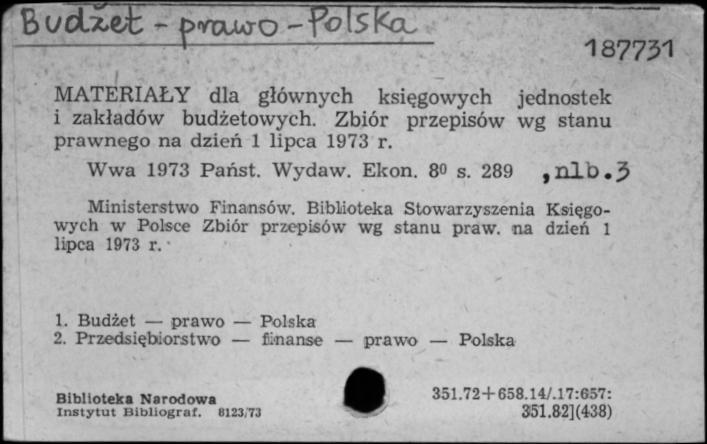 Budżet - prawo - Polska
187731
MATERIAŁY dla głównych księgowych jednostek
i zakładów budżetowych. Zbiór przepisów wg stanu
prawnego na dzień 1 lipca 1973 r.
Wwa 1973 Państ. Wydaw. Ekon. 8⁰ s. 289 ,nlb.3
Ministerstwo Finansów. Biblioteka Stowarzyszenia Księgo-
wych w Polsce Zbiór przepisów wg stanu praw. na dzień 1
lipca 1973 r.
1. Budżet — prawo — Polska
2. Przedsiębiorstwo — finanse — prawo — Polska
Biblioteka Narodowa
Instytut Bibliograf. 8123/73
351.72+658.14/.17:657:
351.82](438)